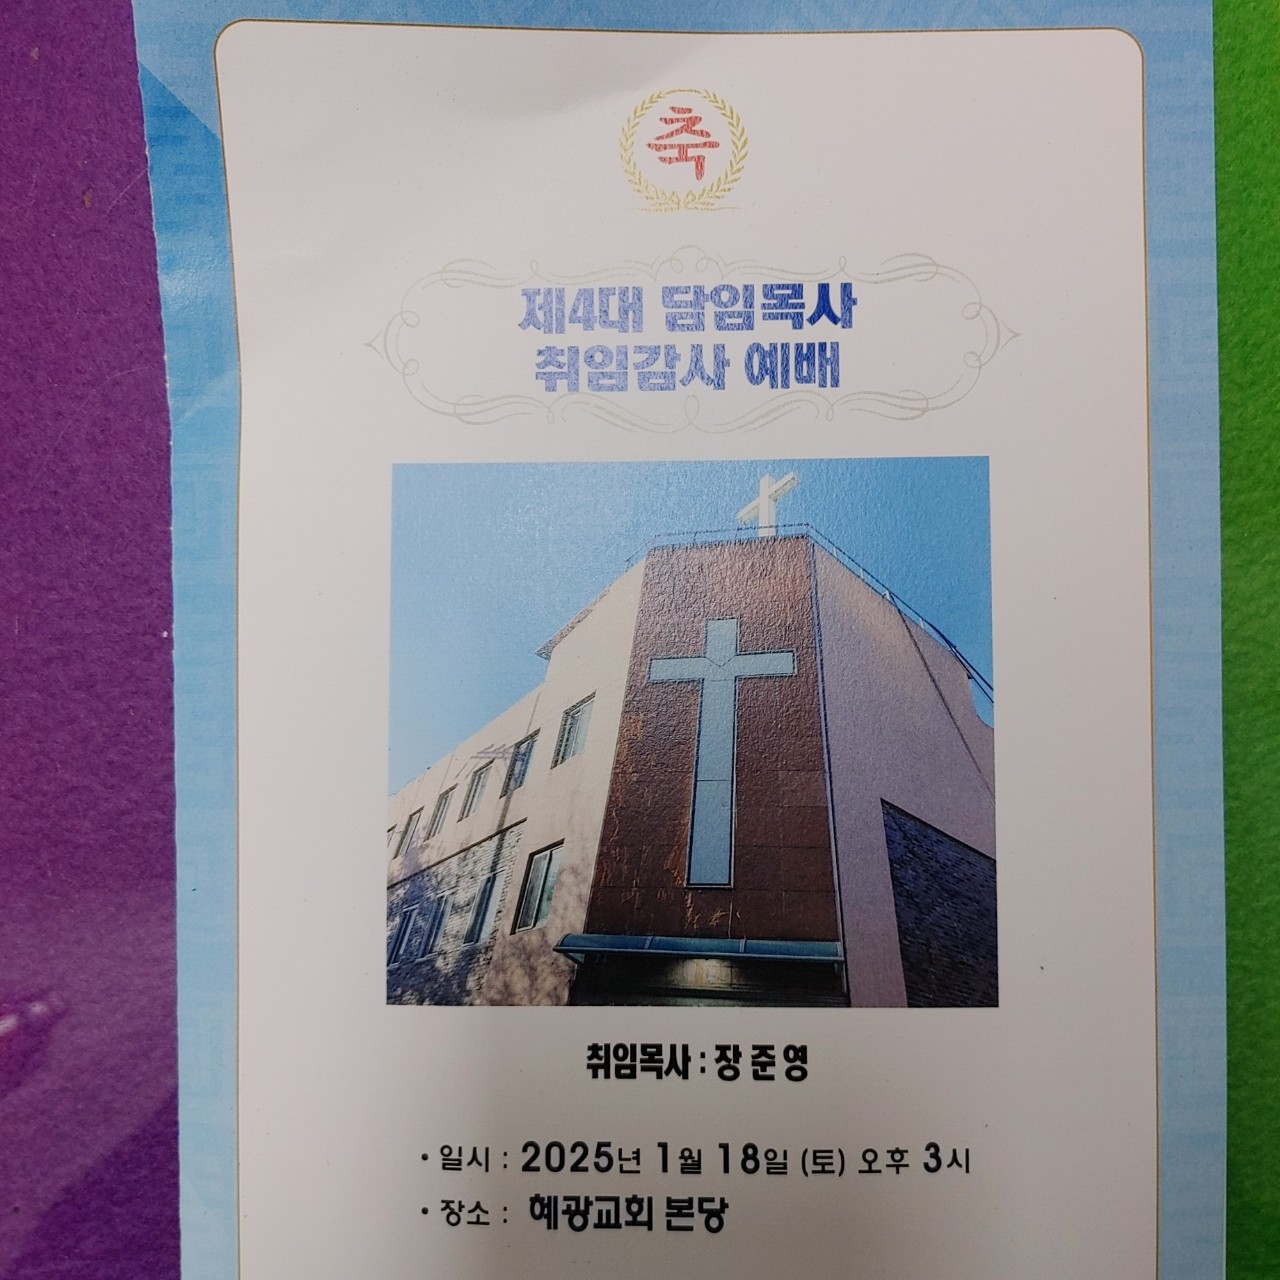 축
제4대 담임목사
취임감사 예배
취임목사 : 장 준 영
• 일시 : 2025년 1월 18일 (토) 오후 3시
• 장소 : 혜광교회 본당